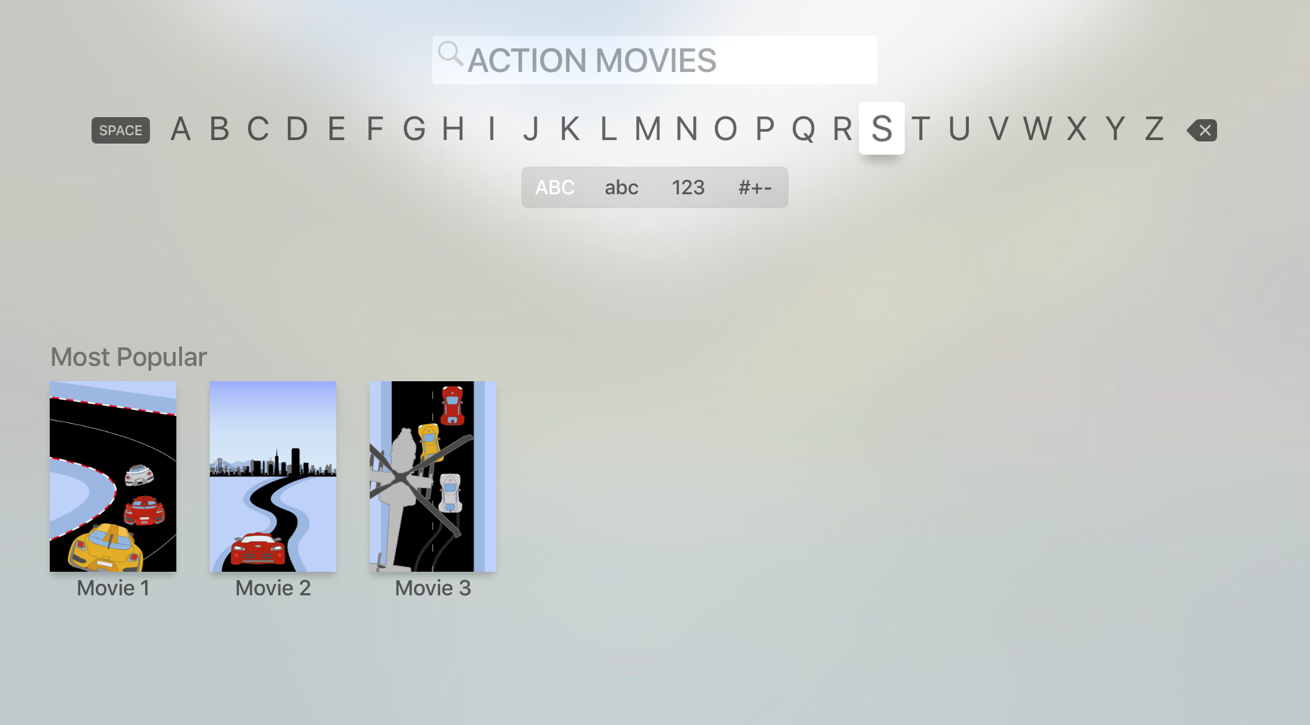 ACTION MOVIES
SPACE A B C D E F G H I J K L M N O P Q R S T U V W X Y Z
ABC abc 123 #+-
Most Popular
Movie 1 Movie 2 Movie 3